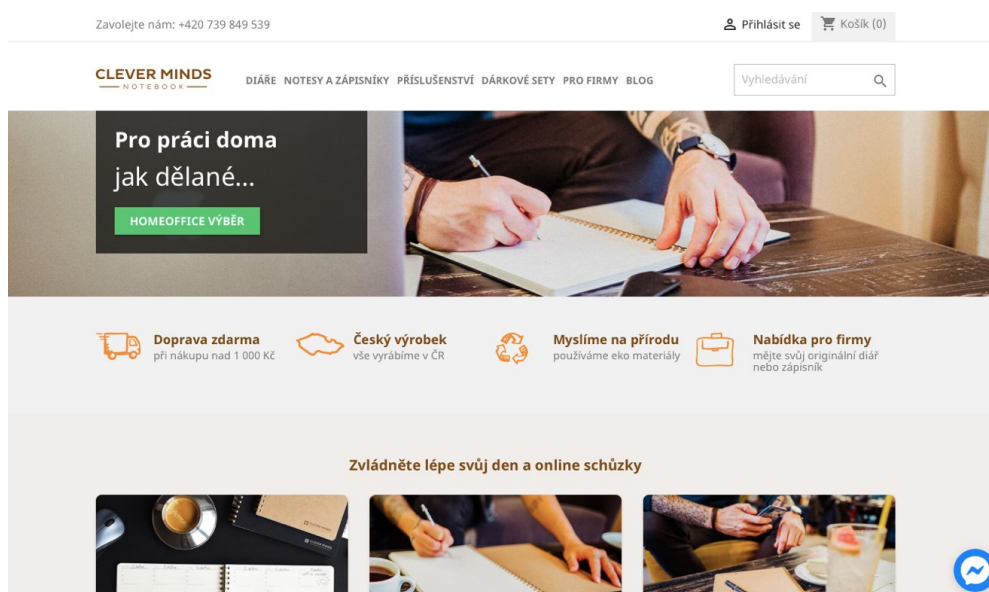 Zavolejte nám: +420 739 849 539
Přihlásit se
Košík (0)
CLEVER MINDS
NOTEBOOK
DIÁŘE NOTESY A ZÁPISNÍKY PŘÍSLUŠENSTVÍ DÁRKOVÉ SETY PRO FIRMY BLOG
Vyhledávání
Pro práci doma
jak dělané...
HOMEOFFICE VÝBĚR
Doprava zdarma
při nákupu nad 1 000 Kč
Český výrobek
vše vyrábíme v ČR
Myslíme na přírodu
používáme eko materiály
Nabídka pro firmy
mějte svůj originální diář
nebo zápisník
Zvládněte lépe svůj den a online schůzky